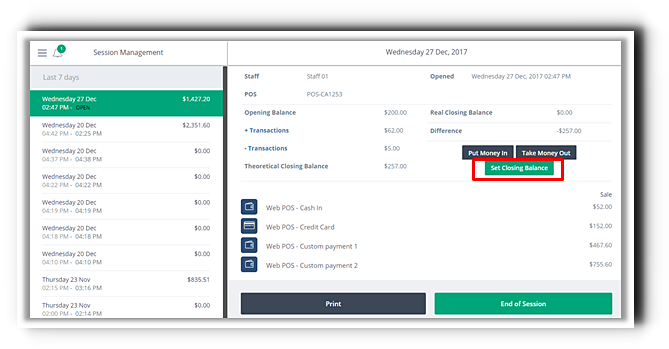 1
Session Management
Wednesday 27 Dec, 2017
Last 7 days
Wednesday 27 Dec $1,427.20
02:47 PM - OPEN
Wednesday 20 Dec $2,351.60
04:42 PM - 02:25 PM
Wednesday 20 Dec $0.00
04:37 PM - 04:38 PM
Wednesday 20 Dec $0.00
04:22 PM - 04:22 PM
Wednesday 20 Dec $0.00
04:19 PM - 04:19 PM
Wednesday 20 Dec $0.00
04:18 PM - 04:18 PM
Wednesday 20 Dec $0.00
04:10 PM - 04:10 PM
Thursday 23 Nov $835.51
02:15 PM - 03:16 PM
Thursday 23 Nov $0.00
02:00 PM - 02:14 PM
Staff Staff 01 Opened Wednesday 27 Dec, 2017 02:47 PM
POS POS-CA1253
Opening Balance $200.00 Real Closing Balance $0.00
+ Transactions $62.00 Difference -$257.00
- Transactions $5.00 Put Money In Take Money Out
Theoretical Closing Balance $257.00 Set Closing Balance
Sale
Web POS - Cash In $52.00
Web POS - Credit Card $152.00
Web POS - Custom payment 1 $467.60
Web POS - Custom payment 2 $755.60
Print End of Session